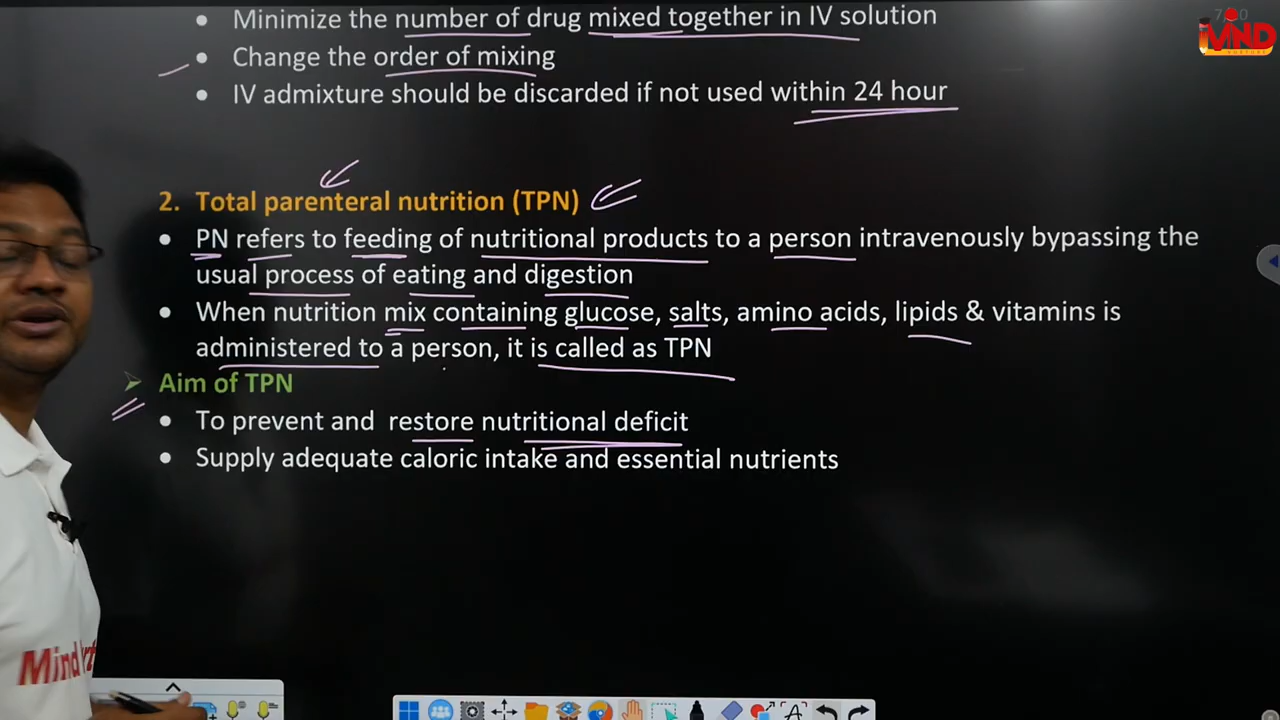 • Minimize the number of drug mixed together in IV solution
• Change the order of mixing
• IV admixture should be discarded if not used within 24 hour
2. Total parenteral nutrition (TPN)
• PN refers to feeding of nutritional products to a person intravenously bypassing the
usual process of eating and digestion
• When nutrition mix containing glucose, salts, amino acids, lipids & vitamins is
administered to a person, it is called as TPN
➢ Aim of TPN
• To prevent and restore nutritional deficit
• Supply adequate caloric intake and essential nutrients
Mind